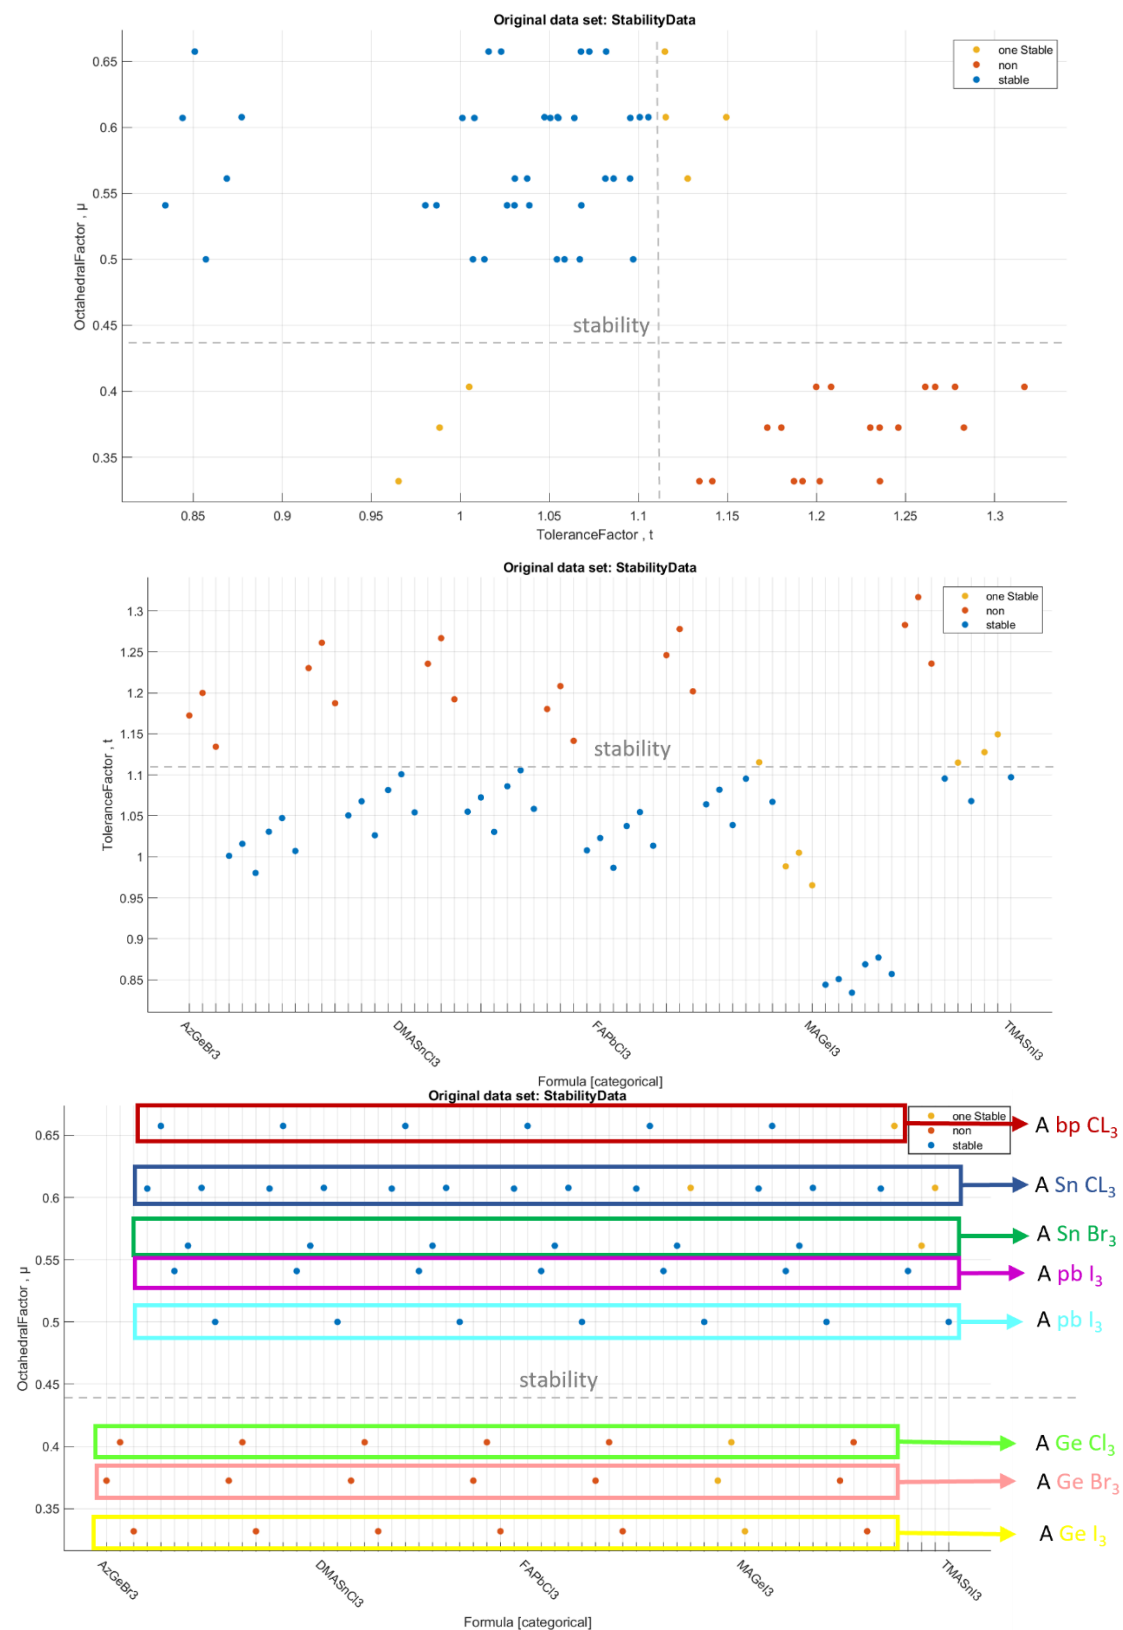 Original data set: StabilityData
one Stable
non
stable
0.65
0.6
0.55
0.5
0.45
0.4
0.35
OctahedralFactor , μ
stability
0.85
0.9
0.95
1
1.05
1.1
1.15
1.2
1.25
1.3
ToleranceFactor , t
Original data set: StabilityData
one Stable
non
stable
1.3
1.25
1.2
1.15
1.1
1.05
1
0.95
0.9
0.85
ToleranceFactor , t
stability
AzGeBr3
DMASnCl3
FAPbCl3
MAGeI3
TMASnI3
Formula [categorical]
Original data set: StabilityData
one Stable
non
stable
0.65
0.6
0.55
0.5
0.45
0.4
0.35
OctahedralFactor , μ
stability
A bp CL3
A Sn CL3
A Sn Br3
A pb I3
A pb I3
A Ge Cl3
A Ge Br3
A Ge I3
AzGeBr3
DMASnCl3
FAPbCl3
MAGeI3
TMASnI3
Formula [categorical]